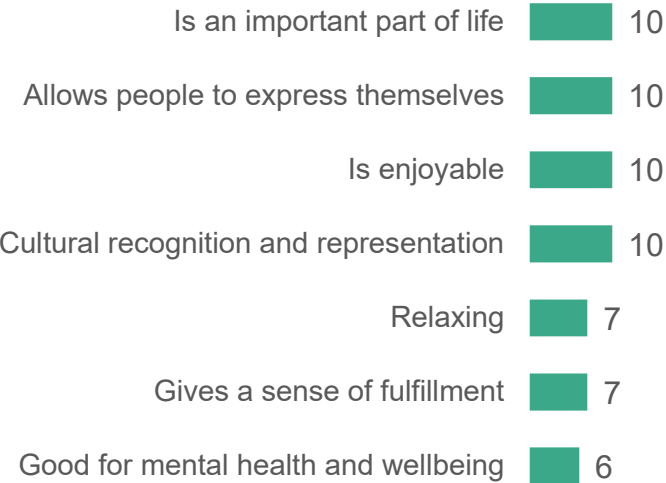 Is an important part of life 10
Allows people to express themselves 10
Is enjoyable 10
Cultural recognition and representation 10
Relaxing 7
Gives a sense of fulfillment 7
Good for mental health and wellbeing 6